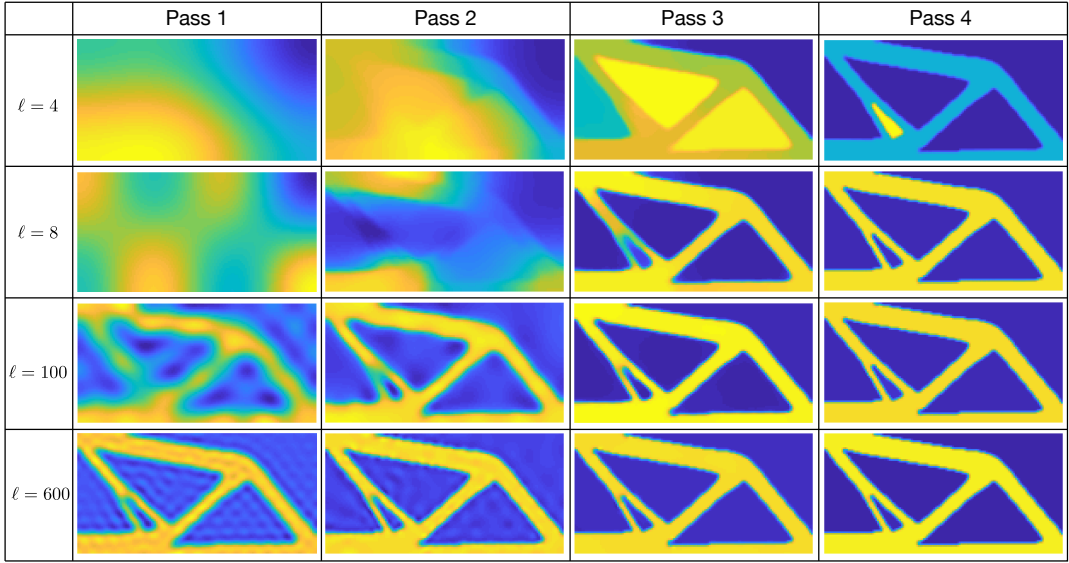 Pass 1 Pass 2 Pass 3 Pass 4
ℓ = 4
ℓ = 8
ℓ = 100
ℓ = 600